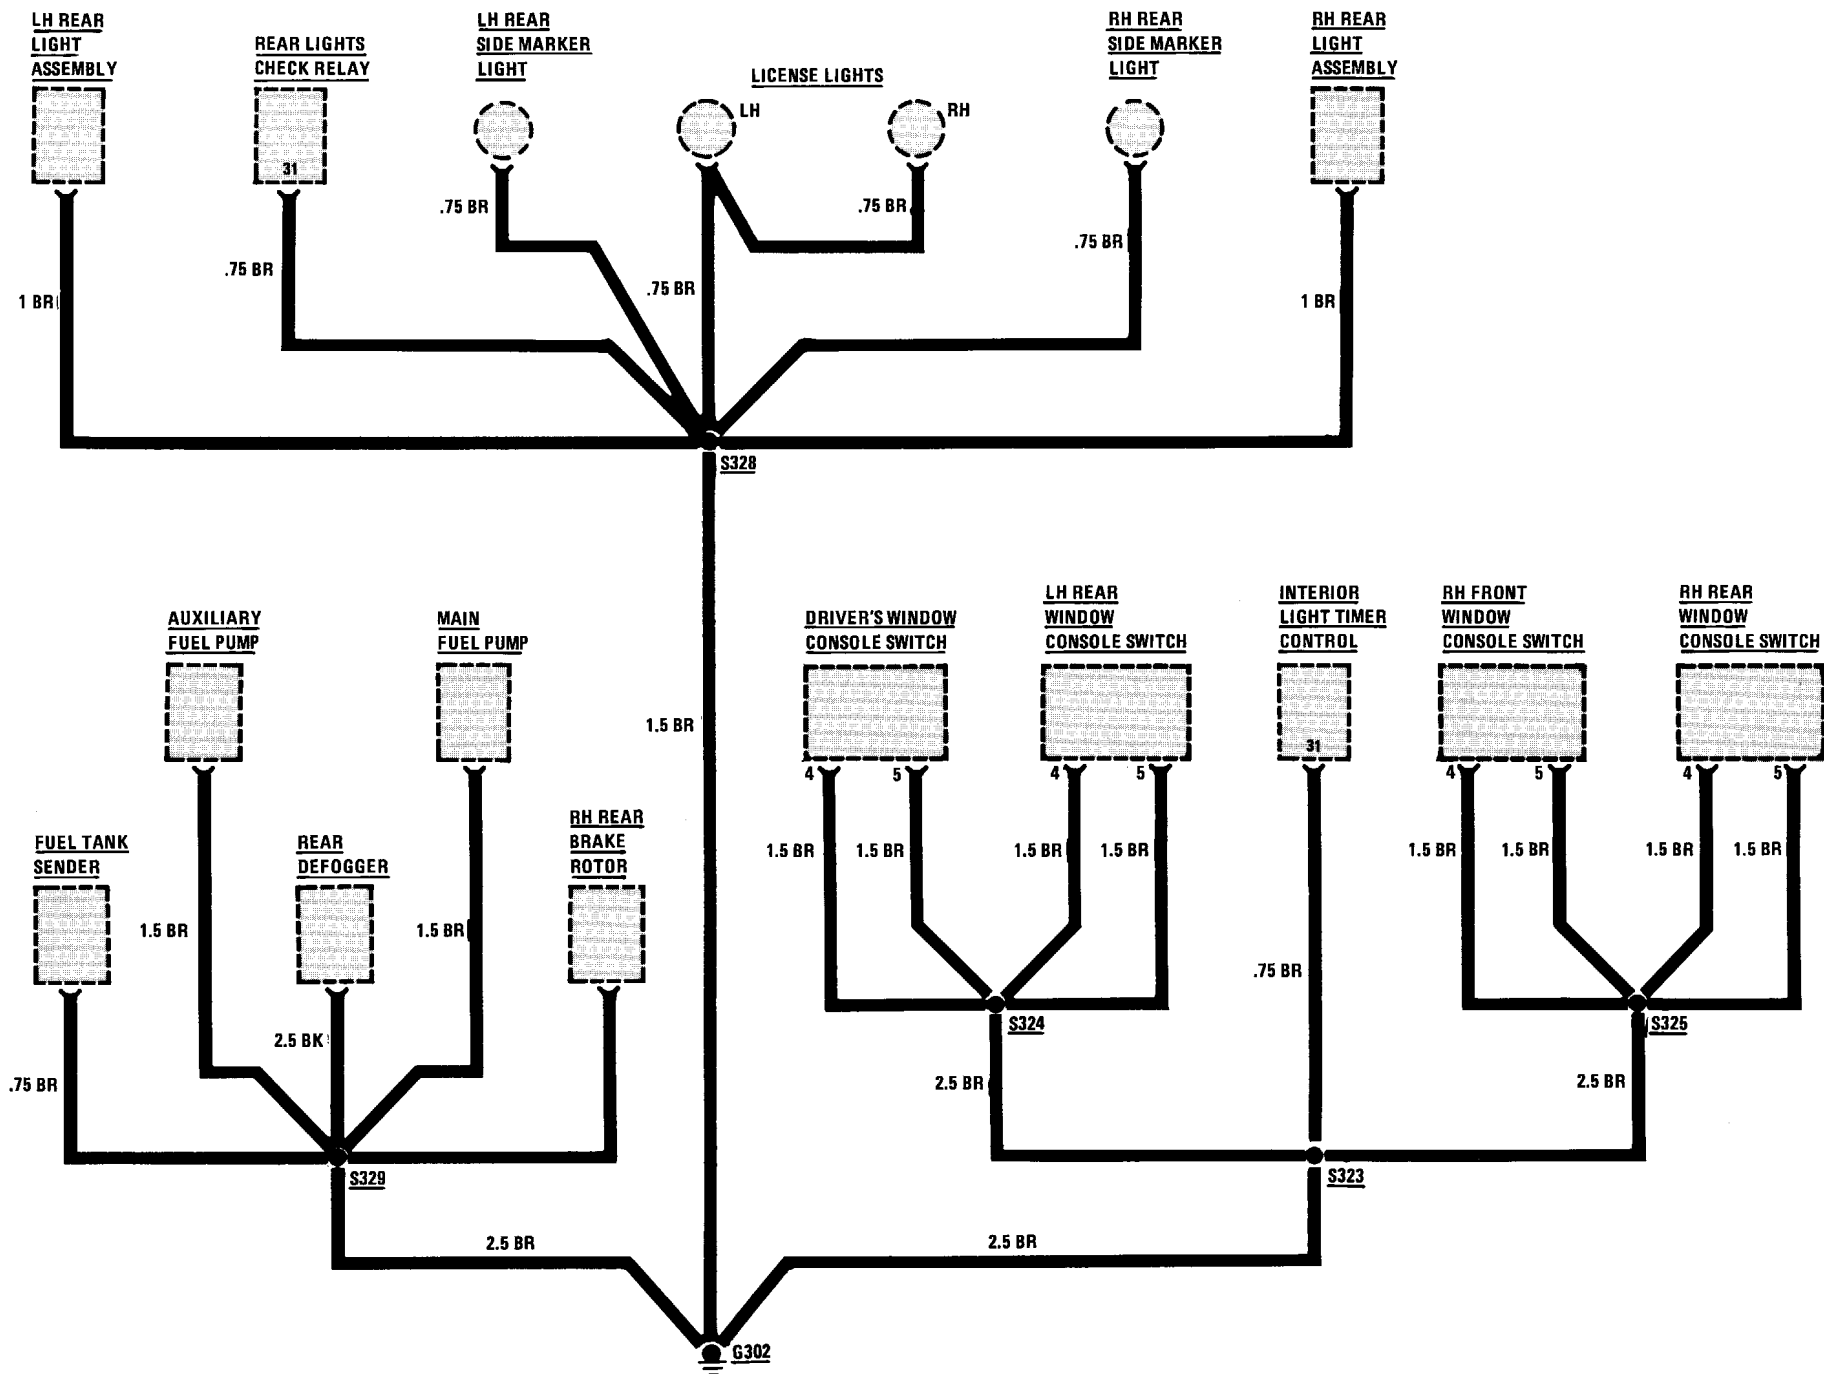 LH REAR
LIGHT
ASSEMBLY
REAR LIGHTS
CHECK RELAY
LH REAR
SIDE MARKER
LIGHT
LICENSE LIGHTS
RH REAR
SIDE MARKER
LIGHT
RH REAR
LIGHT
ASSEMBLY
31
LH
RH
.75 BR
.75 BR
.75 BR
.75 BR
.75 BR
1 BR
1 BR
S328
1.5 BR
AUXILIARY
FUEL PUMP
MAIN
FUEL PUMP
DRIVER'S WINDOW
CONSOLE SWITCH
LH REAR
WINDOW
CONSOLE SWITCH
INTERIOR
LIGHT TIMER
CONTROL
RH FRONT
WINDOW
CONSOLE SWITCH
RH REAR
WINDOW
CONSOLE SWITCH
31
4
5
4
5
4
5
4
5
FUEL TANK
SENDER
REAR
DEFOGGER
RH REAR
BRAKE
ROTOR
1.5 BR
1.5 BR
1.5 BR
1.5 BR
1.5 BR
1.5 BR
1.5 BR
1.5 BR
1.5 BR
1.5 BR
.75 BR
2.5 BK
.75 BR
S324
S325
2.5 BR
2.5 BR
S329
S323
2.5 BR
2.5 BR
G302